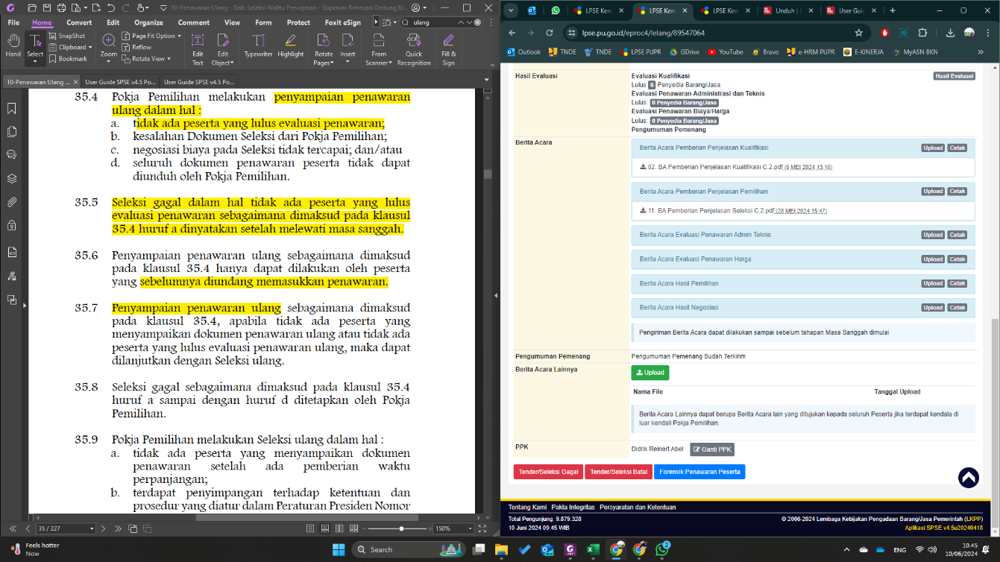 10-Penawaran Ulang - Dok. Seleksi Waktu Penugasan - Supervisi Renovasi Gedung BJ...
File
Home
Convert
Edit
Organize
Comment
View
Form
Protect
Foxit eSign
ulang
Hand
Select
SnapShot
Clipboard
Bookmark
Zoom
Page Fit Option
Reflow
Rotate View
Edit Text
Edit Object
Typewriter
Highlight
Rotate Pages
Insert
From Scanner
Quick Recognition
Fill & Sign
10-Penawaran Ulang ...
User Guide SPSE v4.5 Po...
User Guide SPSE v4.5 Po...
35.4 Pokja Pemilihan melakukan penyampaian penawaran
ulang dalam hal :
a. tidak ada peserta yang lulus evaluasi penawaran;
b. kesalahan Dokumen Seleksi dari Pokja Pemilihan;
c. negosiasi biaya pada Seleksi tidak tercapai; dan/atau
d. seluruh dokumen penawaran peserta tidak dapat
diunduh oleh Pokja Pemilihan.
35.5 Seleksi gagal dalam hal tidak ada peserta yang lulus
evaluasi penawaran sebagaimana dimaksud pada klausul
35.4 huruf a dinyatakan setelah melewati masa sanggah.
35.6 Penyampaian penawaran ulang sebagaimana dimaksud
pada klausul 35.4 hanya dapat dilakukan oleh peserta
yang sebelumnya diundang memasukkan penawaran.
35.7 Penyampaian penawaran ulang sebagaimana dimaksud
pada klausul 35.4, apabila tidak ada peserta yang
menyampaikan dokumen penawaran ulang atau tidak ada
peserta yang lulus evaluasi penawaran ulang, maka dapat
dilanjutkan dengan Seleksi ulang.
35.8 Seleksi gagal sebagaimana dimaksud pada klausul 35.4
huruf a sampai dengan huruf d ditetapkan oleh Pokja
Pemilihan.
35.9 Pokja Pemilihan melakukan Seleksi ulang dalam hal :
a. tidak ada peserta yang menyampaikan dokumen
penawaran setelah ada pemberian waktu
perpanjangan;
b. terdapat penyimpangan terhadap ketentuan dan
prosedur yang diatur dalam Peraturan Presiden Nomor
35 / 227
150%
LPSE Kem
LPSE Kem
LPSE Kem
Unduh |
User Gui
lpse.pu.go.id/eproc4/lelang/89547064
Outlook
TNDE
TNDE
LPSE PUPR
GDrive
YouTube
Bravo
e-HRM PUPR
E-KINERJA
MyASN BKN
Hasil Evaluasi
Evaluasi Kualifikasi
Hasil Evaluasi
Lulus 6 Penyedia Barang/Jasa
Evaluasi Penawaran Administrasi dan Teknis
Lulus: 0 Penyedia Barang/Jasa
Evaluasi Penawaran Biaya/Harga
Lulus: 0 Penyedia Barang/Jasa
Pengumuman Pemenang
Berita Acara
Berita Acara Pemberian Penjelasan Kualifikasi Upload Cetak
02. BA Pemberian Penjelasan Kualifikasi C.2.pdf (6 MEI 2024 13:16)
Berita Acara Pemberian Penjelasan Pemilihan Upload Cetak
11. BA Pemberian Penjelasan Seleksi C.2.pdf (28 MEI 2024 15:47)
Berita Acara Evaluasi Penawaran Admin Teknis Upload Cetak
Berita Acara Evaluasi Penawaran Harga Upload Cetak
Berita Acara Hasil Pemilihan Upload Cetak
Berita Acara Hasil Negosiasi Upload Cetak
Pengiriman Berita Acara dapat dilakukan sampai sebelum tahapan Masa Sanggah dimulai
Pengumuman Pemenang Pengumuman Pemenang Sudah Terkirim
Berita Acara Lainnya
Upload
Nama File Tanggal Upload
Berita Acara Lainnya dapat berupa Berita Acara lain yang ditujukan kepada seluruh Peserta jika terdapat kendala di
luar kendali Pokja Pemilihan.
PPK Didrik Reinert Abel Ganti PPK
Tender/Seleksi Gagal Tender/Seleksi Batal Forensik Penawaran Peserta
Tentang Kami Pakta Integritas Persyaratan dan Ketentuan
Total Pengunjung: 9.879.328
© 2006-2024 Lembaga Kebijakan Pengadaan Barang/Jasa Pemerintah (LKPP)
10 Juni 2024 09:45 WIB
Aplikasi SPSE v4.5u20240418
Feels hotter
Now
Search
2
ENG
10.45
10/06/2024